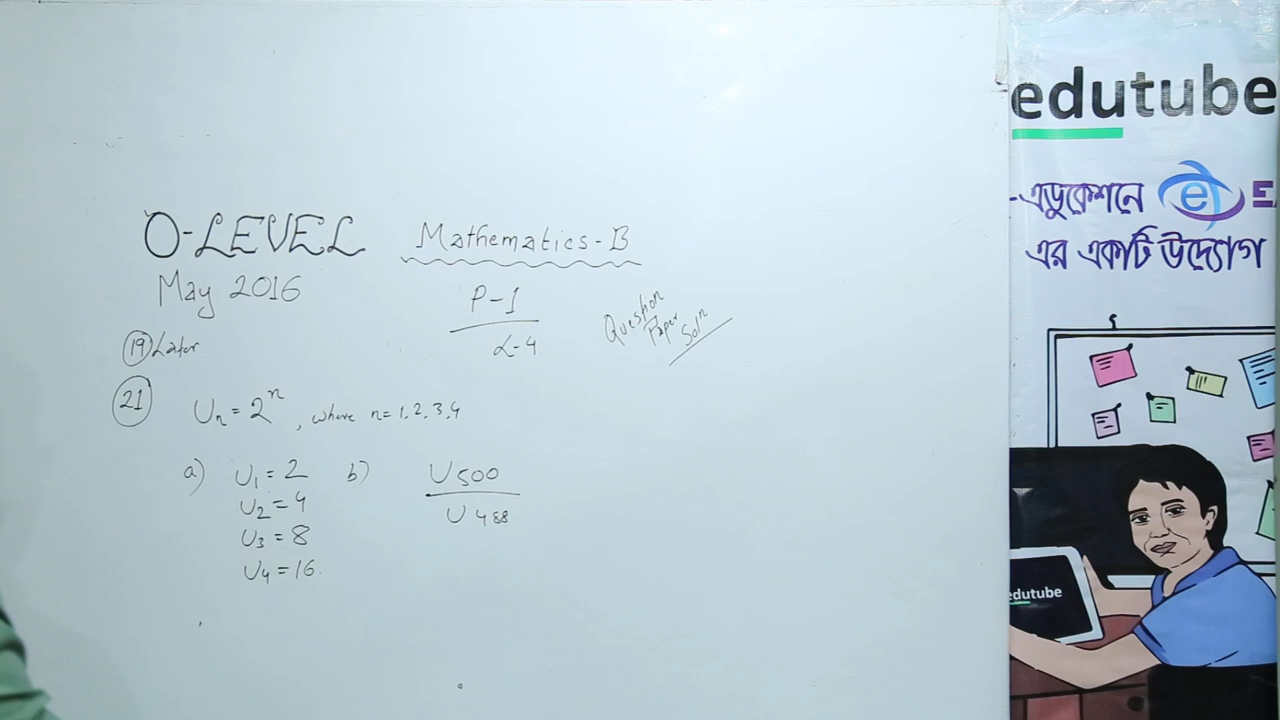 O-LEVEL Mathematics-B
May 2016
P-1
L-4
Question
Paper
Soln
19 Later
21 Uₙ = 2ⁿ, where n=1,2,3,4
a) U₁ = 2
U₂ = 4
U₃ = 8
U₄ = 16.
b) U500
U488
edutube
-এডুকেশনে e E
এর একটি উদ্যোগ
edutube